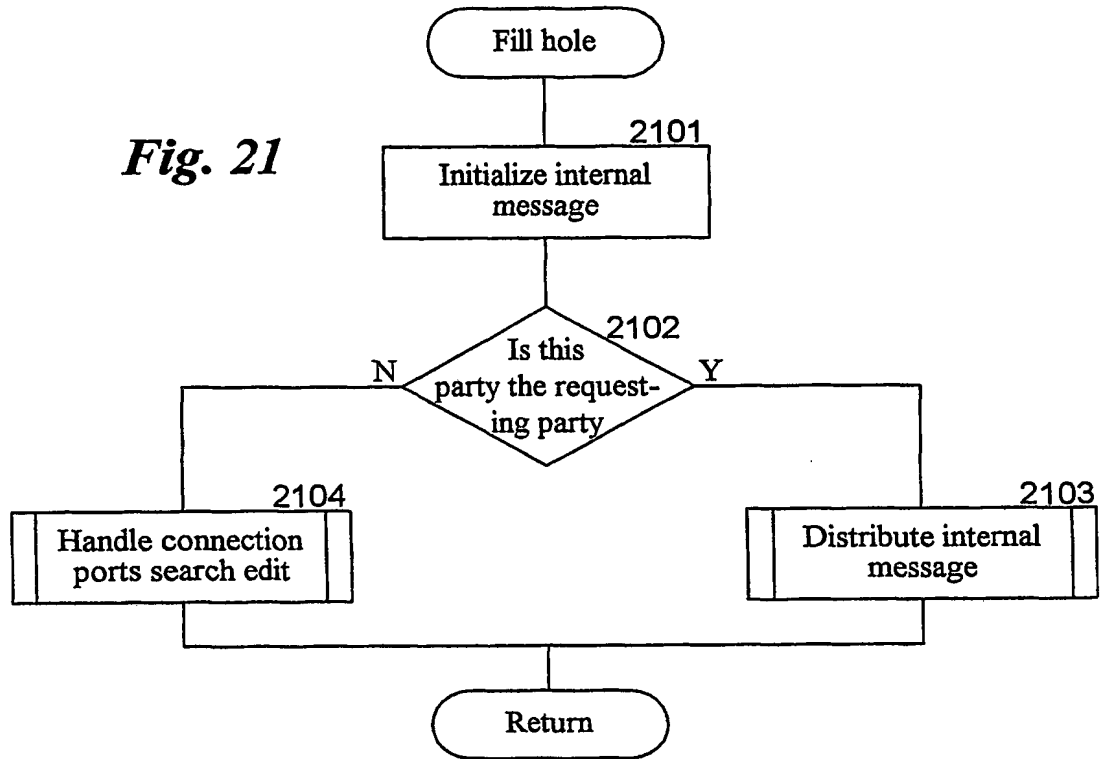 Fill hole
Fig. 21
2101
Initialize internal
message
2102
Is this
party the request-
ing party
N
Y
2104
Handle connection
ports search edit
2103
Distribute internal
message
Return